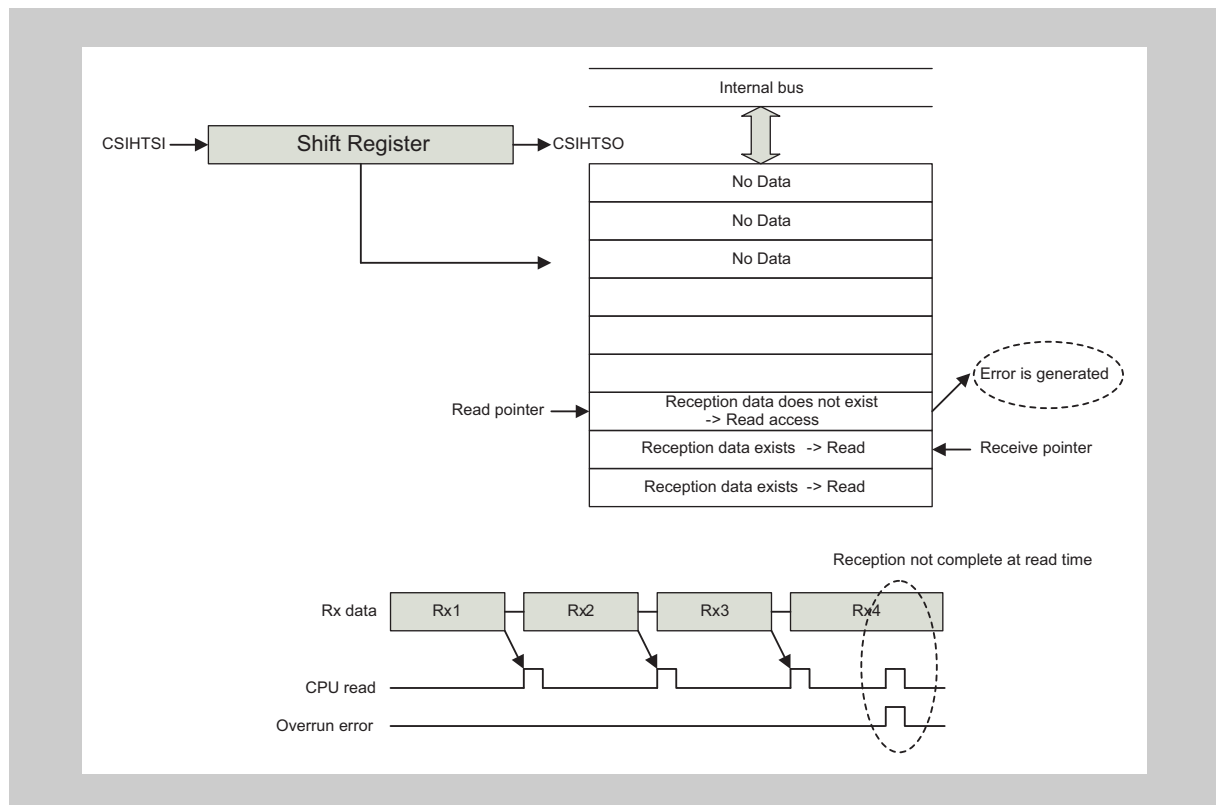 Internal bus
CSIHTSI
Shift Register
CSIHTSO
No Data
No Data
No Data
Error is generated
Read pointer
Reception data does not exist
-> Read access
Reception data exists -> Read
Receive pointer
Reception data exists -> Read
Reception not complete at read time
Rx data
Rx1
Rx2
Rx3
Rx4
CPU read
Overrun error